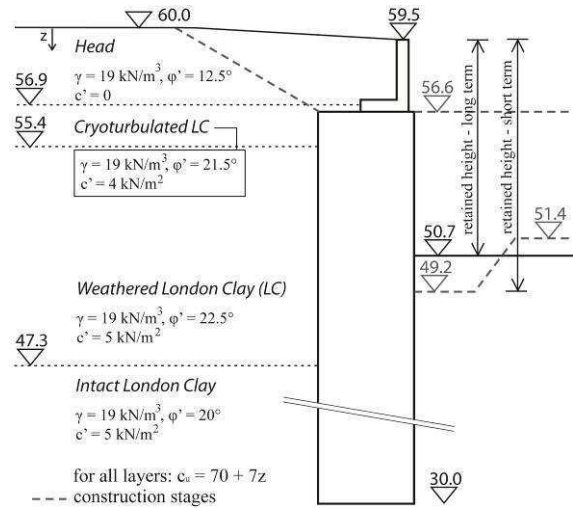 60.0
59.5
z
Head
γ = 19 kN/m³, φ' = 12.5°
c' = 0
56.9
56.6
55.4
Cryoturbulated LC
γ = 19 kN/m³, φ' = 21.5°
c' = 4 kN/m²
retained height - long term
retained height - short term
51.4
50.7
49.2
Weathered London Clay (LC)
γ = 19 kN/m³, φ' = 22.5°
c' = 5 kN/m²
47.3
Intact London Clay
γ = 19 kN/m³, φ' = 20°
c' = 5 kN/m²
for all layers: cᵤ = 70 + 7z
30.0
construction stages